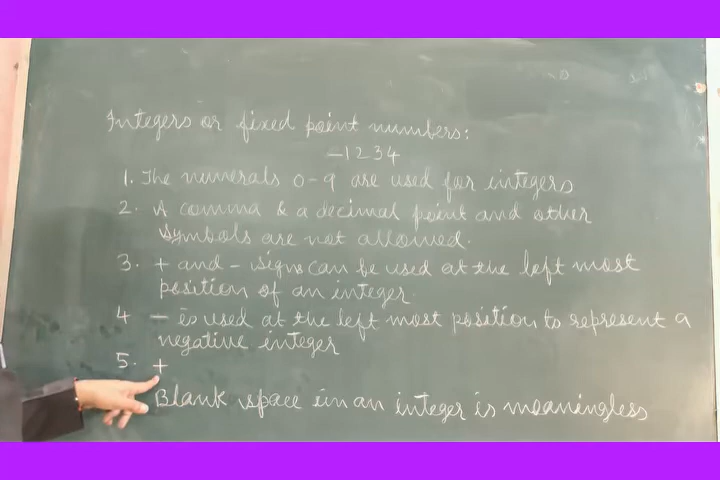 Integers or fixed point numbers:
-1234
1. The numerals 0-9 are used for integers
2. A comma & a decimal point and other
symbols are not allowed.
3. + and - signs can be used at the left most
position of an integer.
4 - is used at the left most position to represent a
negative integer
5. +
Blank space in an integer is meaningless